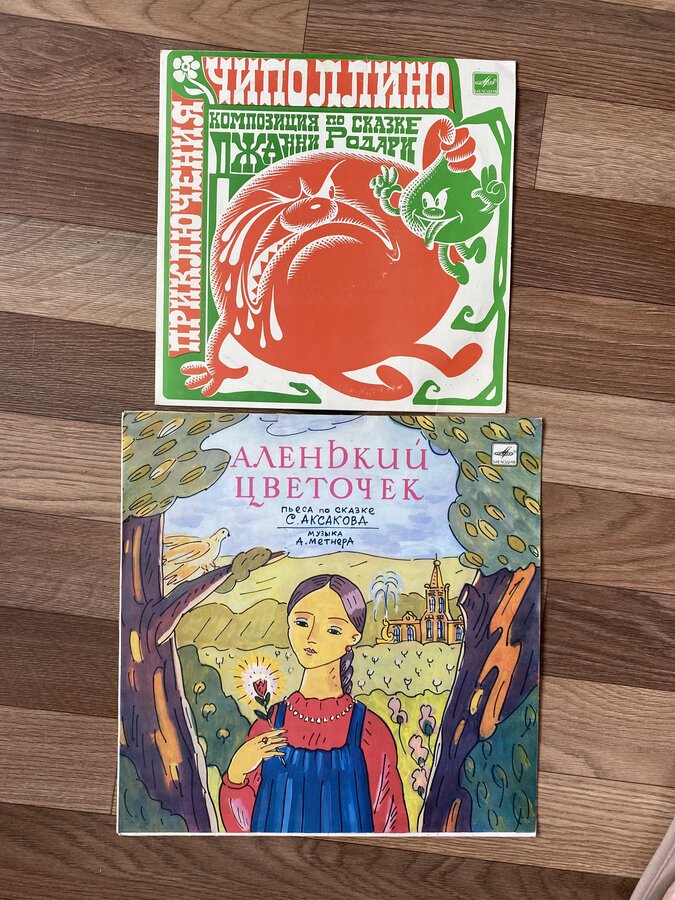 ПРИКЛЮЧЕНИЯ
ЧИПОЛЛИНО
МЕЛОДИЯ
КОМПОЗИЦИЯ ПО СКАЗКЕ
ДЖАННИ РОДАРИ
АЛЕНЬКИЙ
ЦВЕТОЧЕК
МЕЛОДИЯ
ПЬЕСА ПО СКАЗКЕ
С. АКСАКОВА
МУЗЫКА
А. МЕТНЕРА